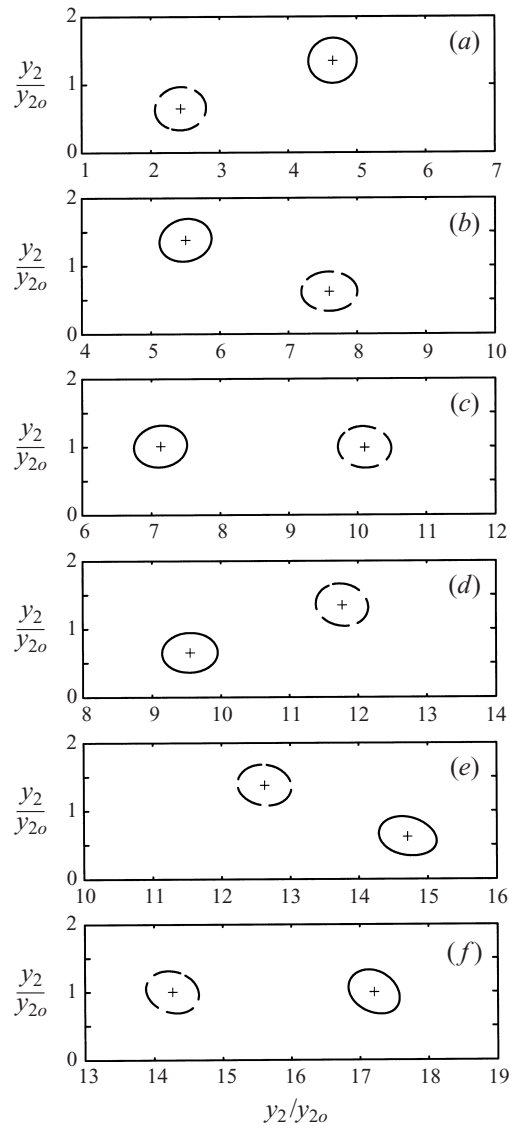 2
(a)
y2
y2o
1
0
1 2 3 4 5 6 7
2
(b)
y2
y2o
1
0
4 5 6 7 8 9 10
2
(c)
y2
y2o
1
0
6 7 8 9 10 11 12
2
(d)
y2
y2o
1
0
8 9 10 11 12 13 14
2
(e)
y2
y2o
1
0
10 11 12 13 14 15 16
2
(f)
y2
y2o
1
0
13 14 15 16 17 18 19
y2/y2o